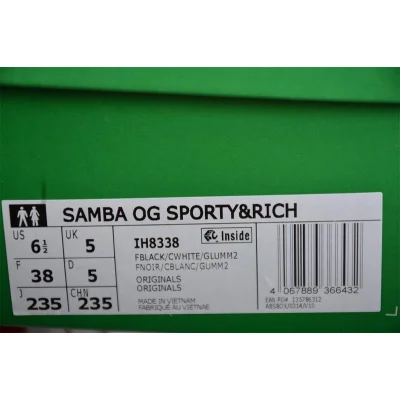 SAMBA OG SPORTY&RICH
US 6½ UK 5
F 38 D 5
J 235 CHN 235
IH8338
Inside
FBLACK/CWHITE/GLUMM2
FNOIR/CBLANC/GUMM2
ORIGINALS
ORIGINALS
MADE IN VIETNAM
FABRIQUÉ AU VIETNAM
4 067889 366432